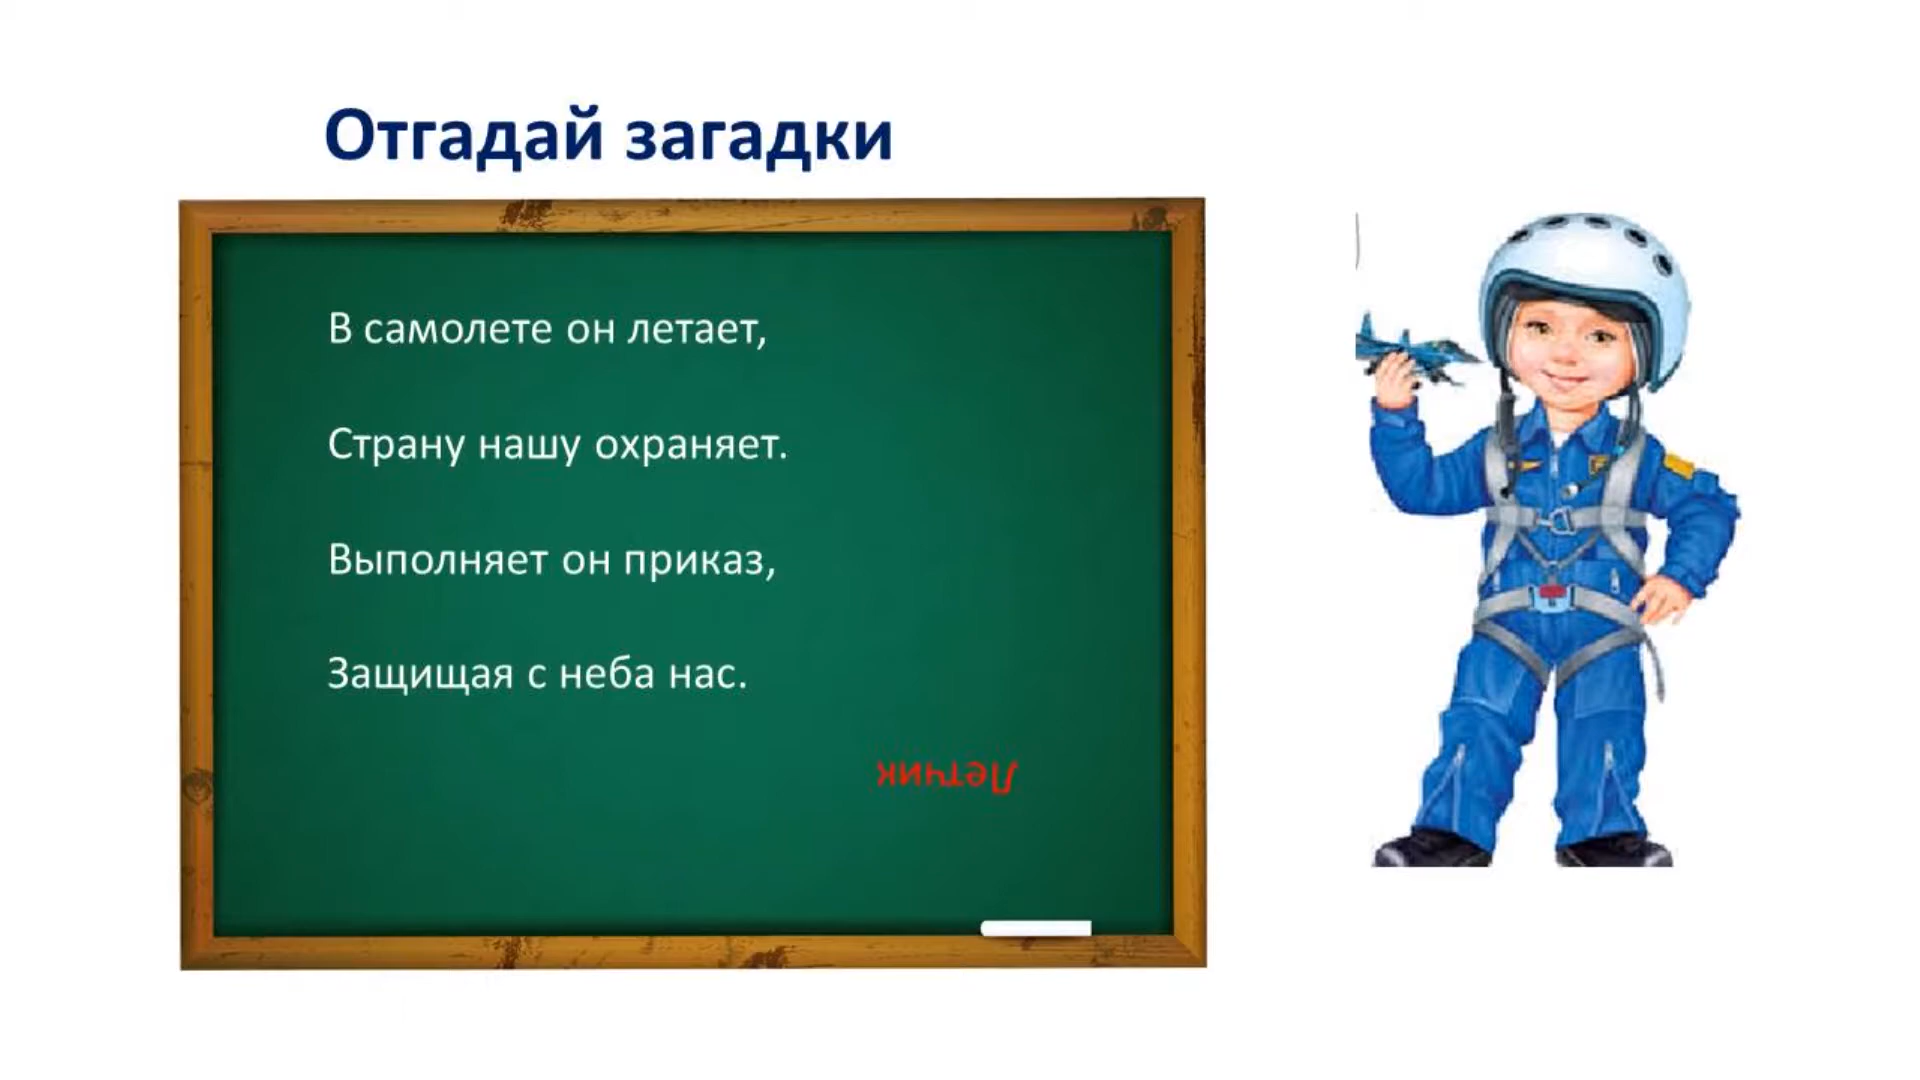 Отгадай загадки
В самолете он летает,
Страну нашу охраняет.
Выполняет он приказ,
Защищая с неба нас.
Летчик